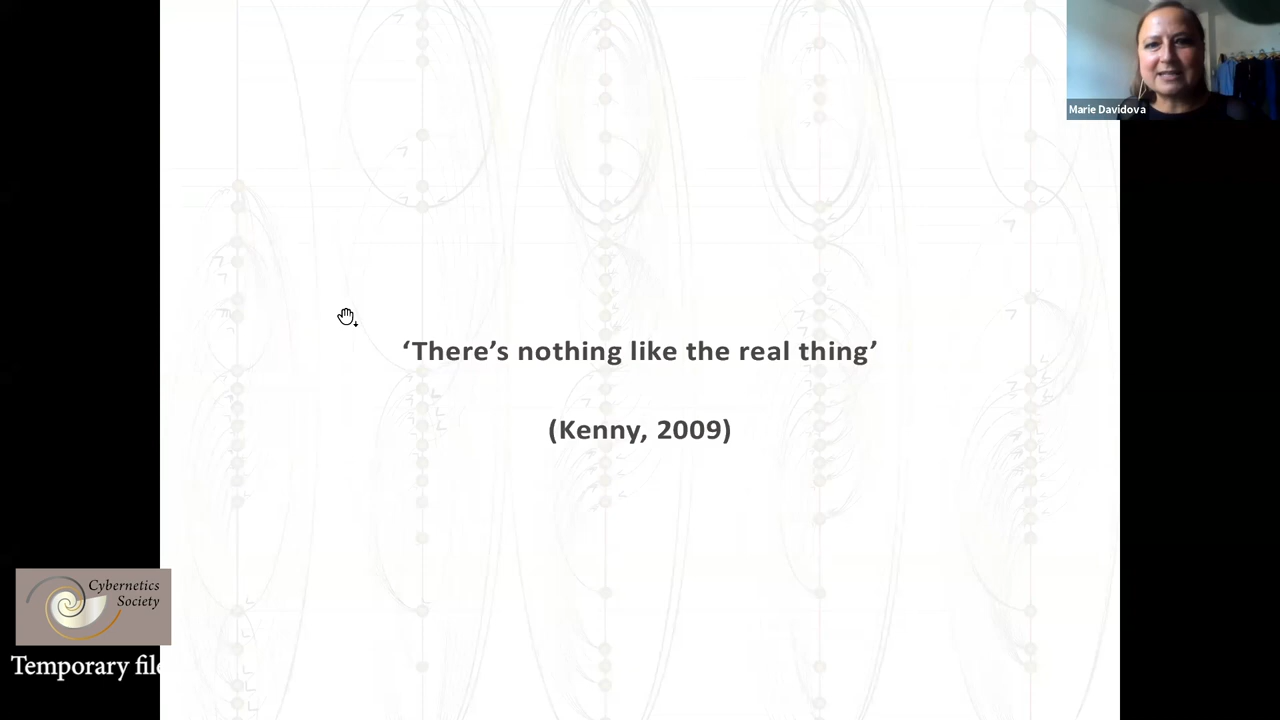 Marie Davidova
‘There’s nothing like the real thing’
(Kenny, 2009)
Cybernetics
Society
Temporary file